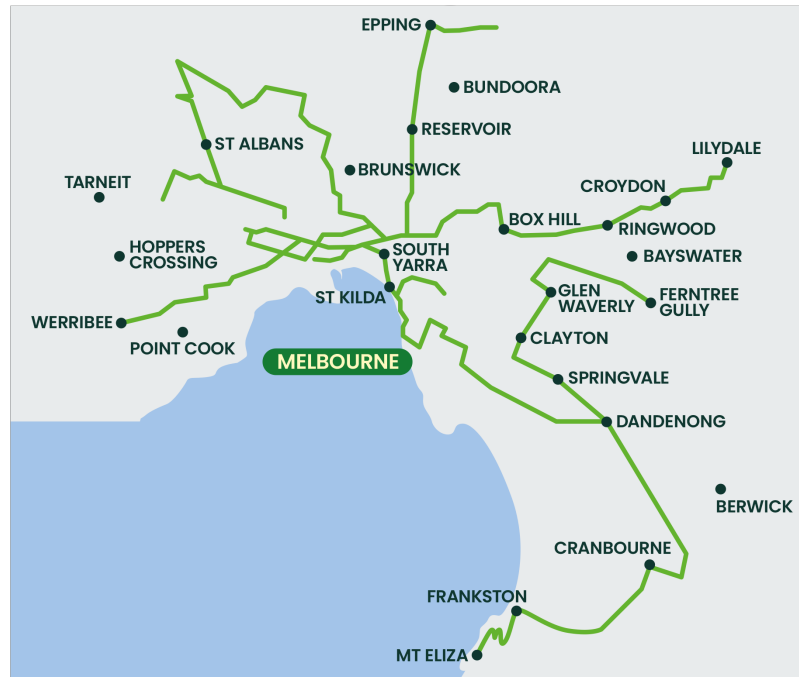 EPPING
BUNDOORA
RESERVOIR
ST ALBANS
LILYDALE
BRUNSWICK
TARNEIT
CROYDON
BOX HILL
RINGWOOD
HOPPERS
CROSSING
SOUTH
YARRA
BAYSWATER
ST KILDA
GLEN
WAVERLY
FERNTREE
GULLY
WERRIBEE
POINT COOK
CLAYTON
MELBOURNE
SPRINGVALE
DANDENONG
BERWICK
CRANBOURNE
FRANKSTON
MT ELIZA